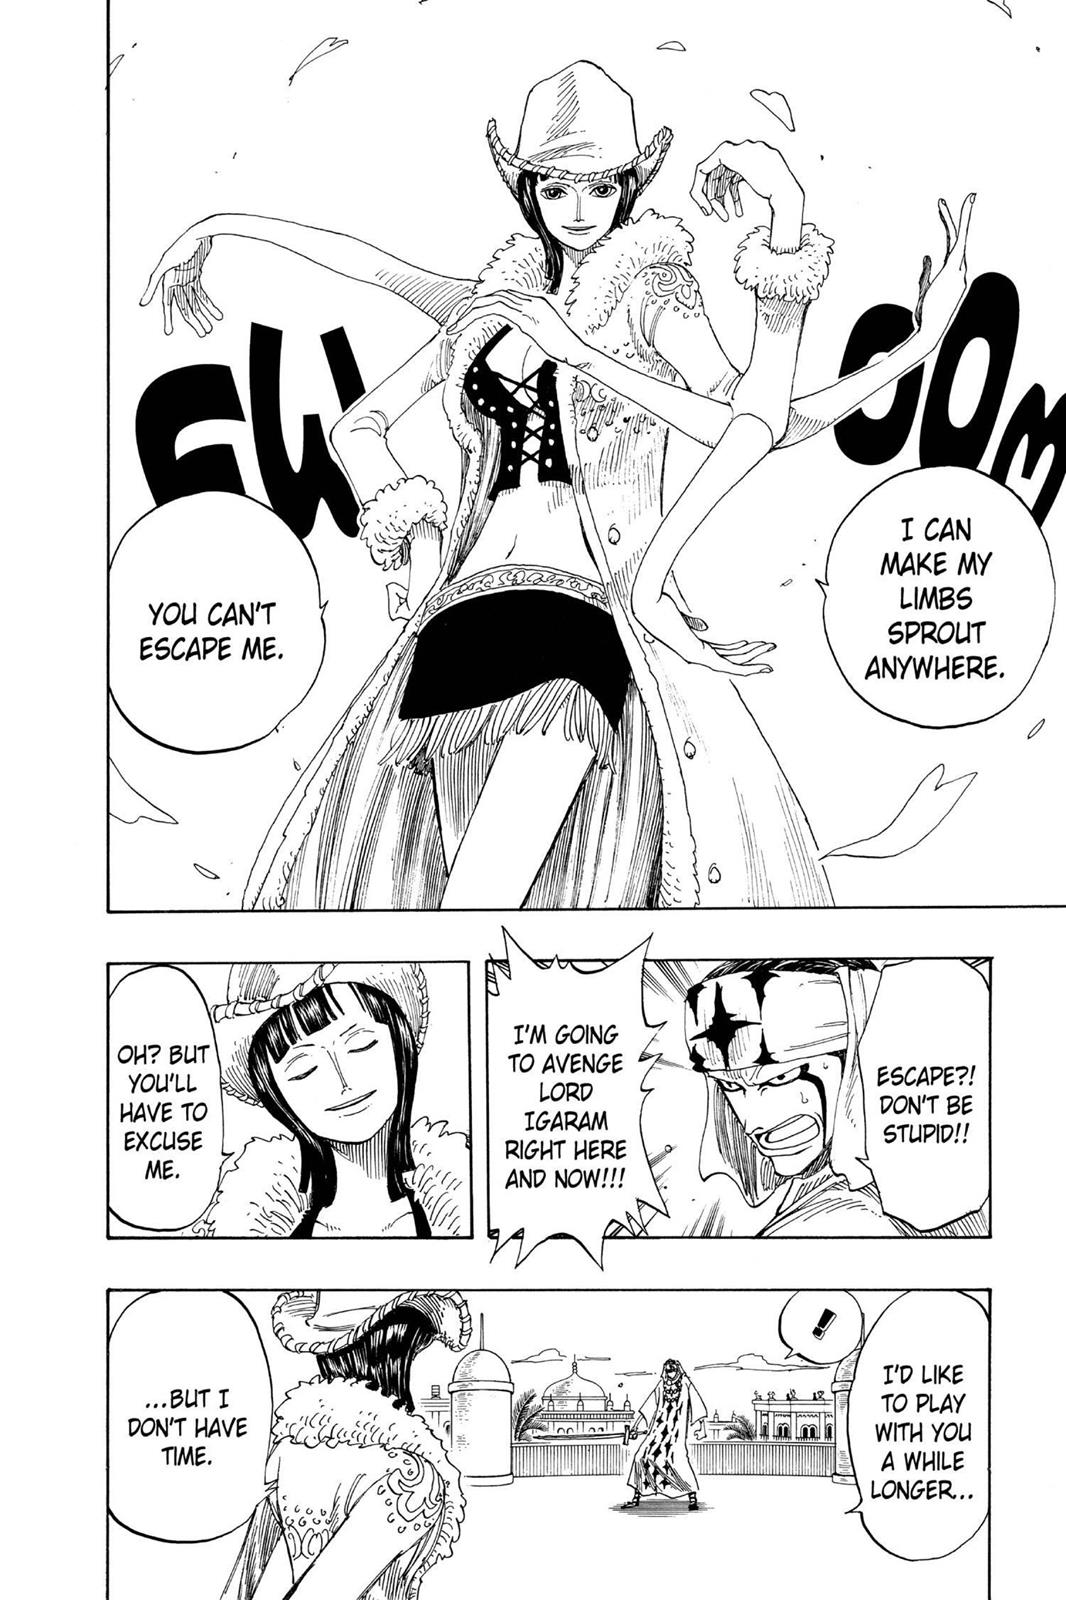 FWOOM
I CAN
MAKE MY
LIMBS
SPROUT
ANYWHERE.
YOU CAN'T
ESCAPE ME.
ESCAPE?!
DON'T BE
STUPID!!
I'M GOING
TO AVENGE
LORD
IGARAM
RIGHT HERE
AND NOW!!!
OH? BUT
YOU'LL
HAVE TO
EXCUSE
ME.
I'D LIKE
TO PLAY
WITH YOU
A WHILE
LONGER...
!
...BUT I
DON'T HAVE
TIME.